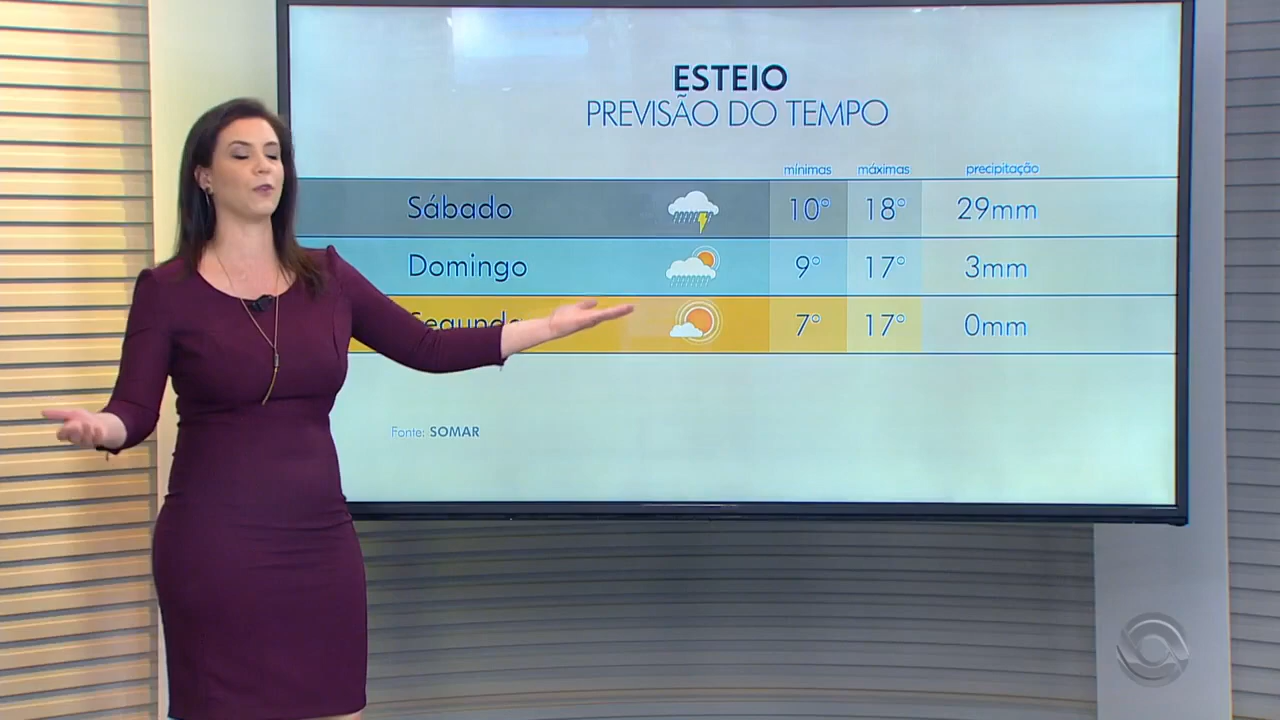 ESTEIO
PREVISÃO DO TEMPO
mínimas máximas precipitação
Sábado 10° 18° 29mm
Domingo 9° 17° 3mm
Segunda 7° 17° 0mm
Fonte: SOMAR